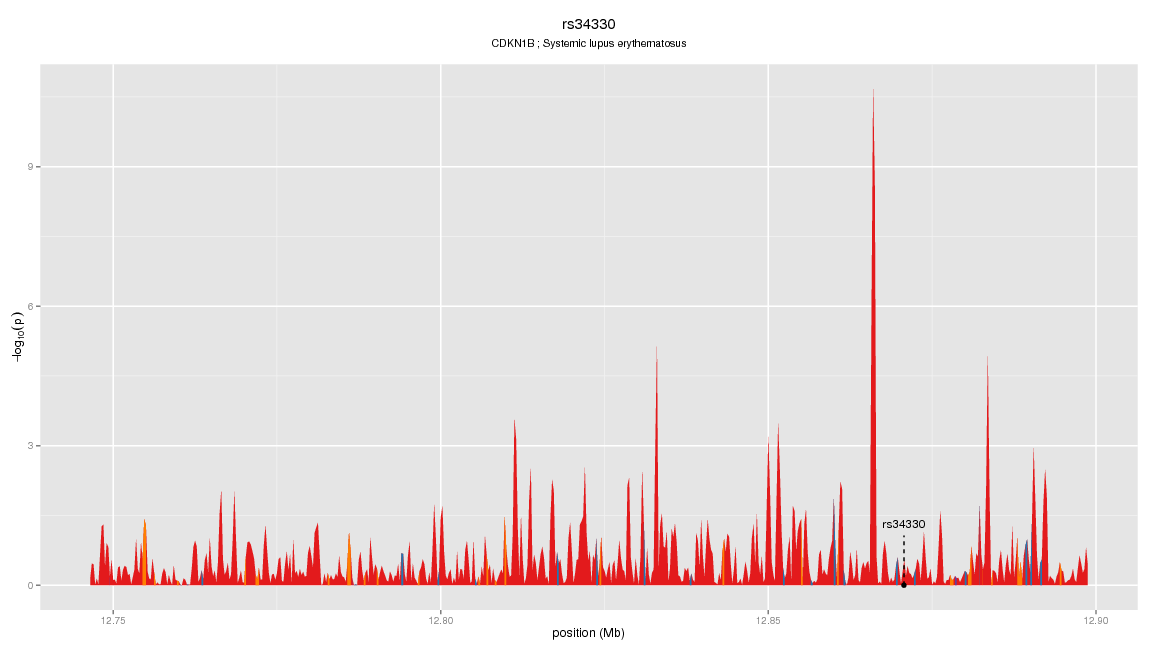 rs34330
CDKN1B ; Systemic lupus erythematosus
−log10(p)
9
6
3
0
rs34330
12.75
12.80
12.85
12.90
position (Mb)